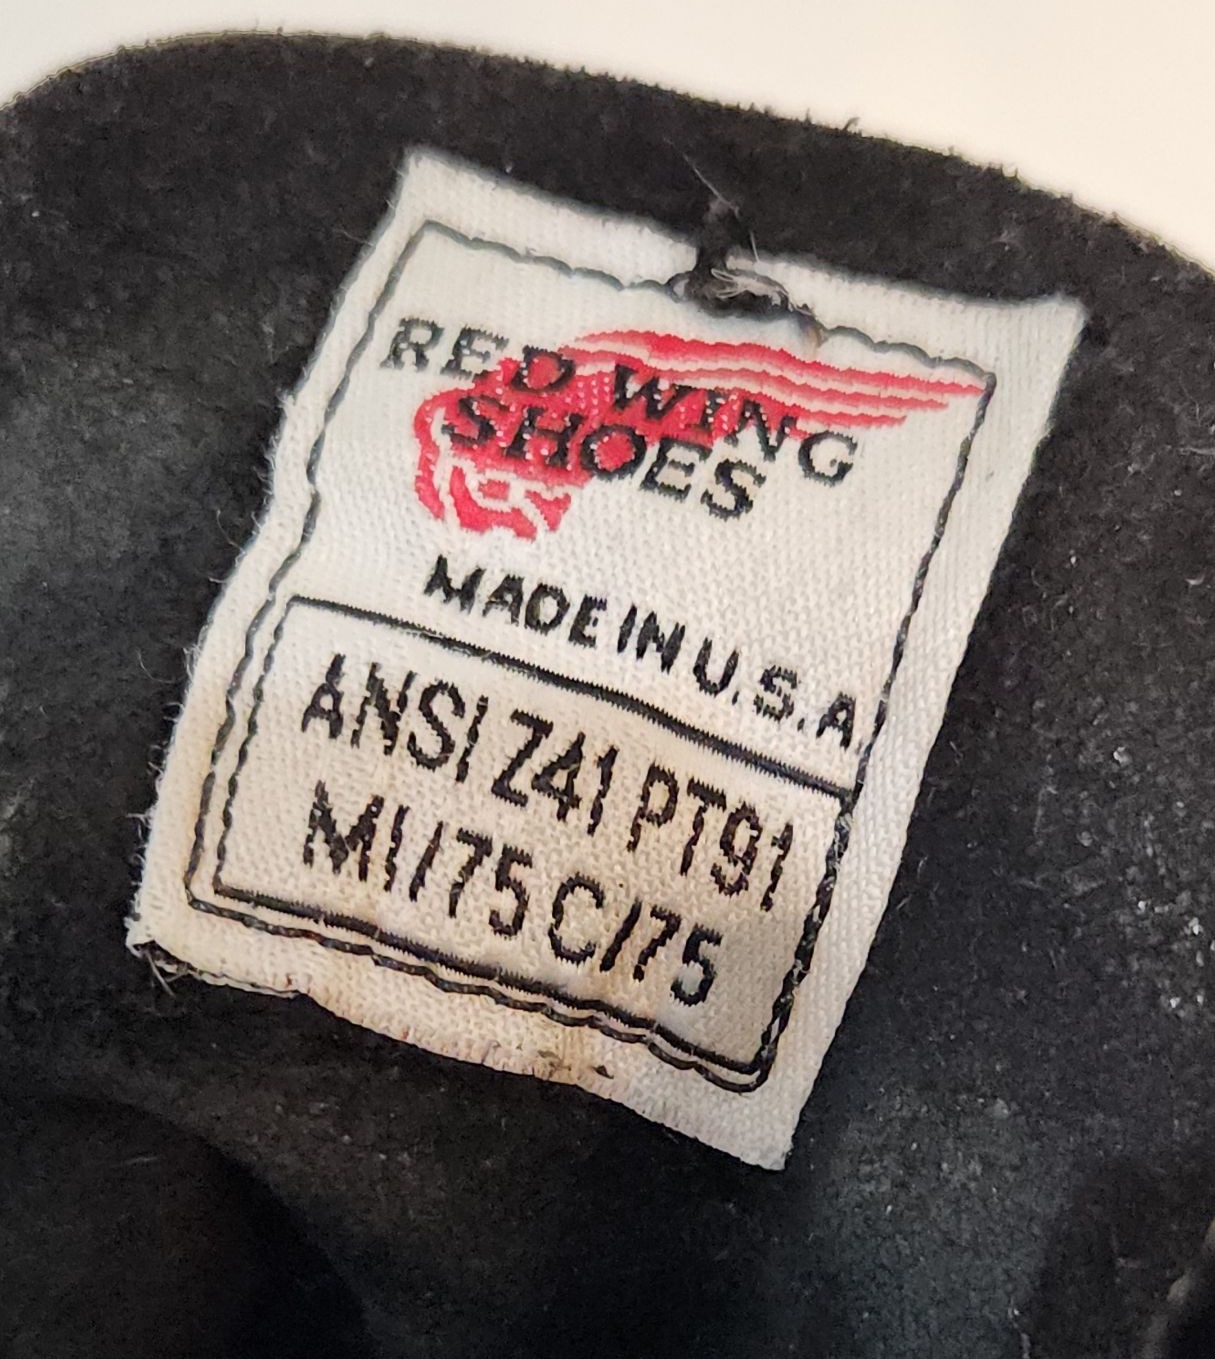 RED WING
SHOES
MADE IN U.S.A.
ANSI Z41 PT91
MI/75 C/75